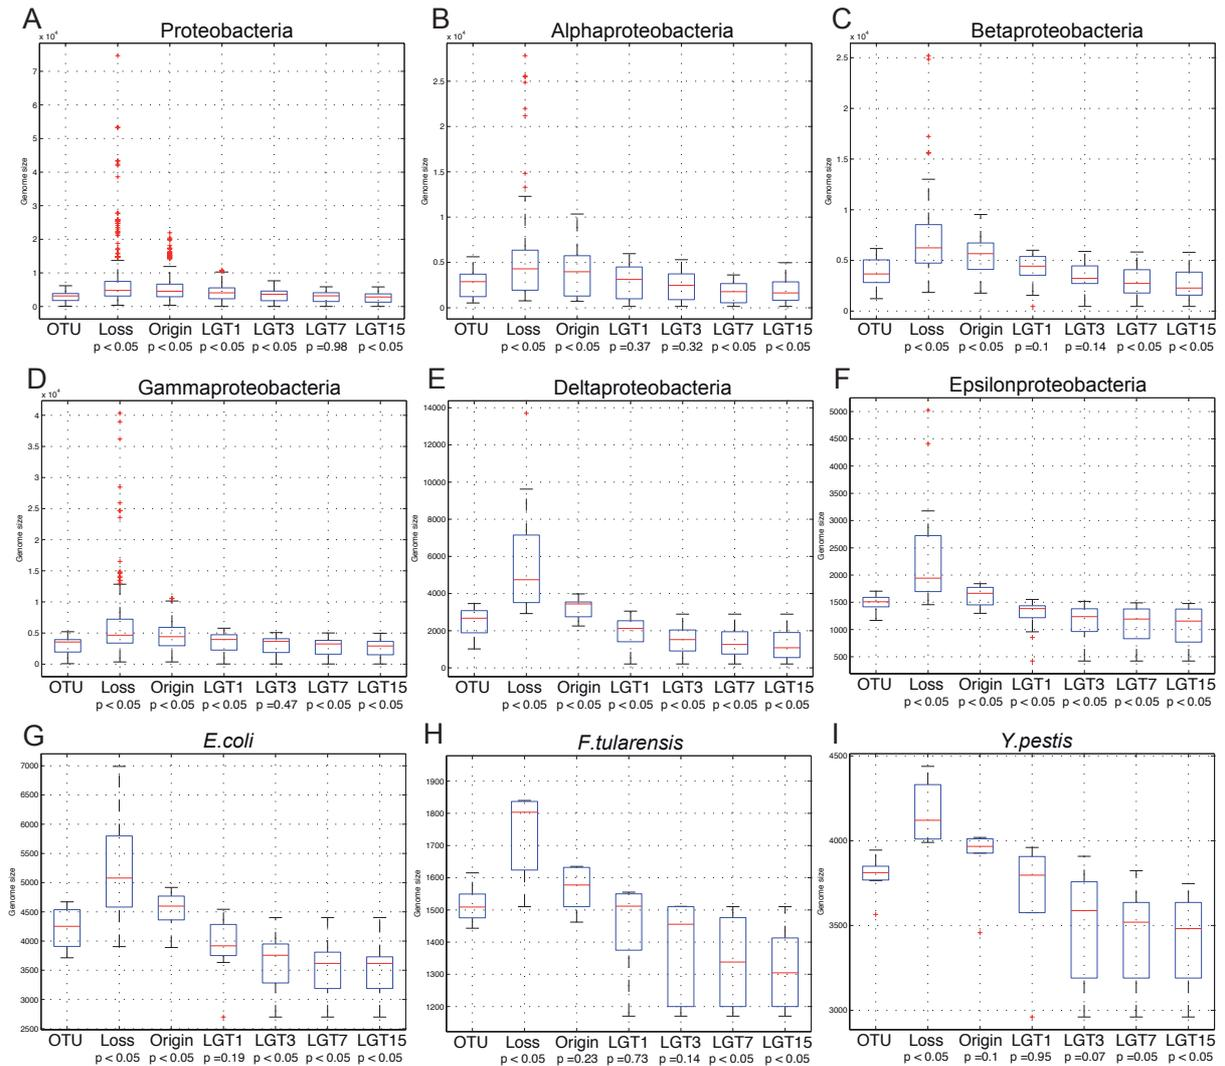 A
Proteobacteria
x 10⁴
7
6
5
4
3
2
1
0
Genome size
OTU Loss Origin LGT1 LGT3 LGT7 LGT15
p < 0.05 p < 0.05 p < 0.05 p < 0.05 p =0.98 p < 0.05
B
Alphaproteobacteria
x 10⁴
2.5
2
1.5
1
0.5
0
Genome size
OTU Loss Origin LGT1 LGT3 LGT7 LGT15
p < 0.05 p < 0.05 p =0.37 p =0.32 p < 0.05 p < 0.05
C
Betaproteobacteria
x 10⁴
2.5
2
1.5
1
0.5
0
Genome size
OTU Loss Origin LGT1 LGT3 LGT7 LGT15
p < 0.05 p < 0.05 p =0.1 p =0.14 p < 0.05 p < 0.05
D
Gammaproteobacteria
x 10⁴
4
3.5
3
2.5
2
1.5
1
0.5
0
Genome size
OTU Loss Origin LGT1 LGT3 LGT7 LGT15
p < 0.05 p < 0.05 p < 0.05 p =0.47 p < 0.05 p < 0.05
E
Deltaproteobacteria
14000
12000
10000
8000
6000
4000
2000
0
Genome size
OTU Loss Origin LGT1 LGT3 LGT7 LGT15
p < 0.05 p < 0.05 p < 0.05 p < 0.05 p < 0.05 p < 0.05
F
Epsilonproteobacteria
5000
4500
4000
3500
3000
2500
2000
1500
1000
500
Genome size
OTU Loss Origin LGT1 LGT3 LGT7 LGT15
p < 0.05 p < 0.05 p < 0.05 p < 0.05 p < 0.05 p < 0.05
G
E.coli
7000
6500
6000
5500
5000
4500
4000
3500
3000
2500
Genome size
OTU Loss Origin LGT1 LGT3 LGT7 LGT15
p < 0.05 p < 0.05 p =0.19 p < 0.05 p < 0.05 p < 0.05
H
F.tularensis
1900
1800
1700
1600
1500
1400
1300
1200
Genome size
OTU Loss Origin LGT1 LGT3 LGT7 LGT15
p < 0.05 p =0.23 p =0.73 p =0.14 p < 0.05 p < 0.05
I
Y.pestis
4500
4000
3500
3000
Genome size
OTU Loss Origin LGT1 LGT3 LGT7 LGT15
p < 0.05 p =0.1 p =0.95 p =0.07 p =0.05 p < 0.05